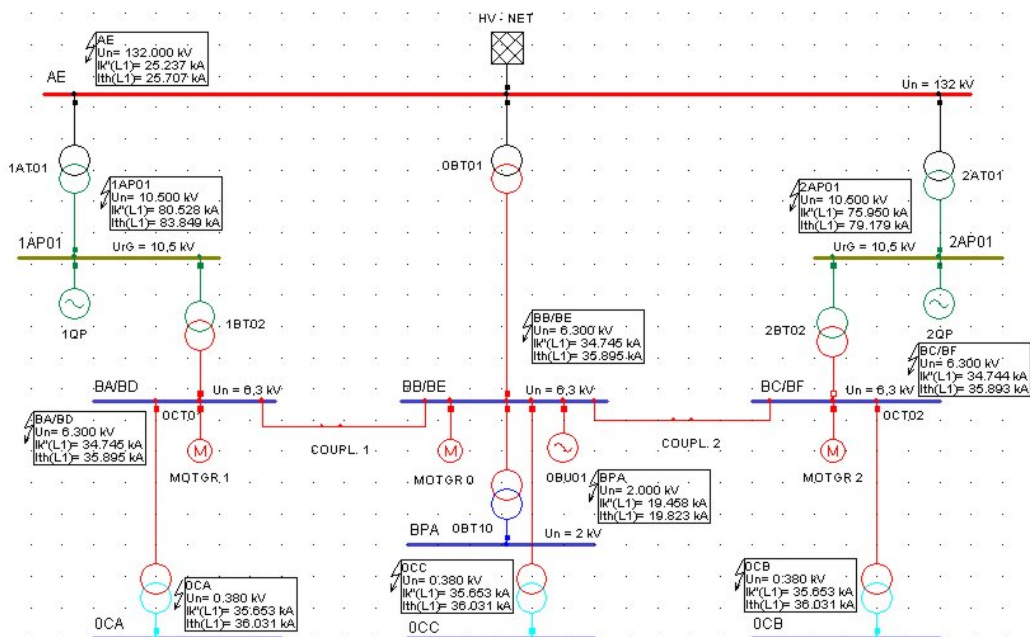 HV - NET
AE
Un= 132.000 kV
Ik"(L1)= 25.237 kA
Ith(L1)= 25.707 kA
AE
Un = 132 kV
1AT01
0BT01
2AT01
1AP01
Un= 10.500 kV
Ik"(L1)= 80.528 kA
Ith(L1)= 83.849 kA
2AP01
Un= 10.500 kV
Ik"(L1)= 75.950 kA
Ith(L1)= 79.179 kA
1AP01
UrG = 10,5 kV
UrG = 10,5 kV
2AP01
1QP
1BT02
2BT02
2QP
BB/BE
Un= 6.300 kV
Ik"(L1)= 34.745 kA
Ith(L1)= 35.895 kA
BC/BF
Un= 6.300 kV
Ik"(L1)= 34.744 kA
Ith(L1)= 35.893 kA
BA/BD
Un = 6,3 kV
BB/BE
Un = 6,3 kV
BC/BF
Un = 6,3 kV
0CT0
0CT.02
BA/BD
Un= 6.300 kV
Ik"(L1)= 34.745 kA
Ith(L1)= 35.895 kA
M
MOTGR.1
COUPL. 1
M
MOTGR 0
0BU01
COUPL. 2
M
MOTGR 2
BPA
Un= 2.000 kV
Ik"(L1)= 19.458 kA
Ith(L1)= 19.823 kA
BPA
0BT10
Un = 2 kV
0CA
Un= 0.380 kV
Ik"(L1)= 35.653 kA
Ith(L1)= 36.031 kA
0CC
Un= 0.380 kV
Ik"(L1)= 35.653 kA
Ith(L1)= 36.031 kA
0CB
Un= 0.380 kV
Ik"(L1)= 35.653 kA
Ith(L1)= 36.031 kA
0CA
0CC
0CB